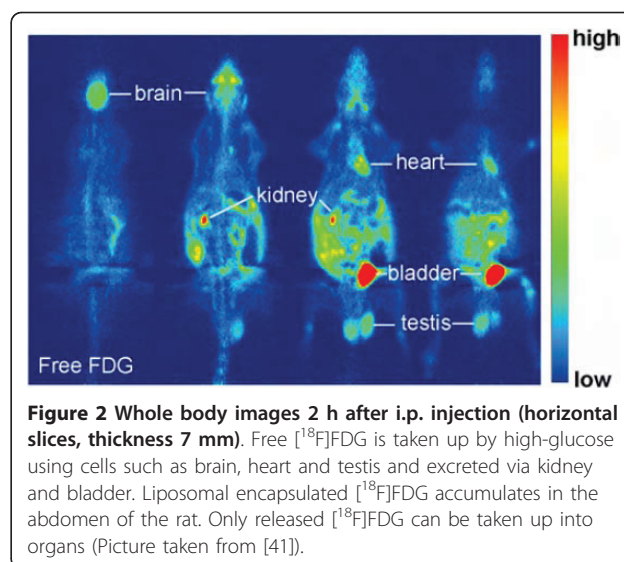 high
brain
heart
kidney
bladder
testis
Free FDG
low
Figure 2 Whole body images 2 h after i.p. injection (horizontal
slices, thickness 7 mm). Free [¹⁸F]FDG is taken up by high-glucose
using cells such as brain, heart and testis and excreted via kidney
and bladder. Liposomal encapsulated [¹⁸F]FDG accumulates in the
abdomen of the rat. Only released [¹⁸F]FDG can be taken up into
organs (Picture taken from [41]).